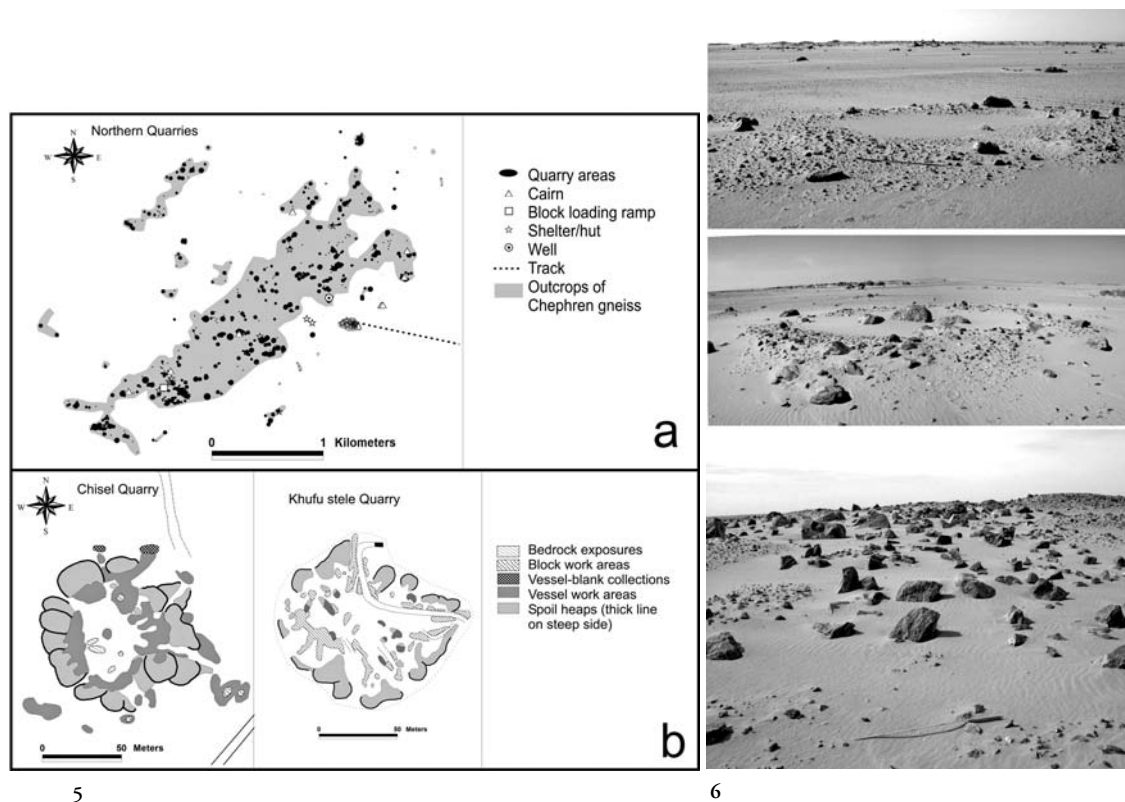 Northern Quarries
N
W E
S
Quarry areas
Cairn
Block loading ramp
Shelter/hut
Well
Track
Outcrops of
Chephren gneiss
0 1
Kilometers
a
Chisel Quarry
N
W E
S
0 50 Meters
Khufu stele Quarry
0 50 Meters
Bedrock exposures
Block work areas
Vessel-blank collections
Vessel work areas
Spoil heaps (thick line
on steep side)
b
5
6